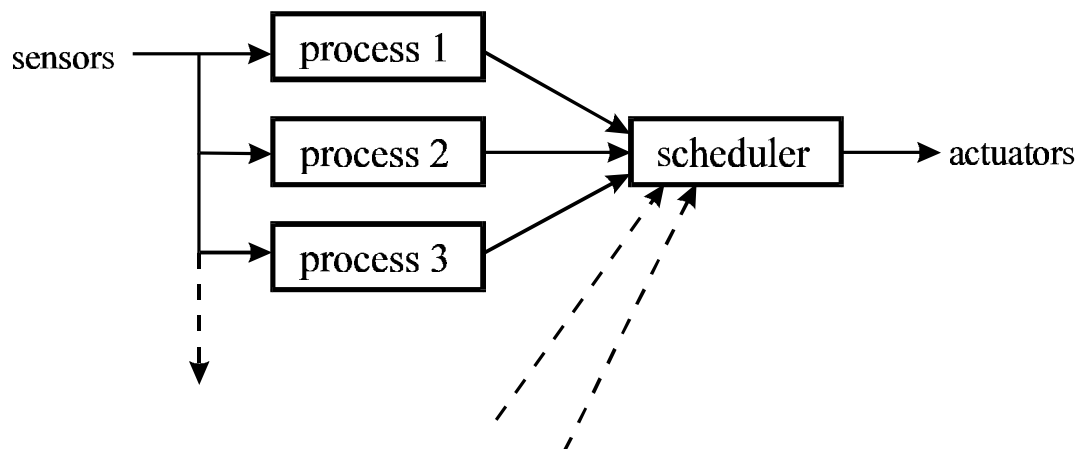 sensors
process 1
process 2
process 3
scheduler
actuators